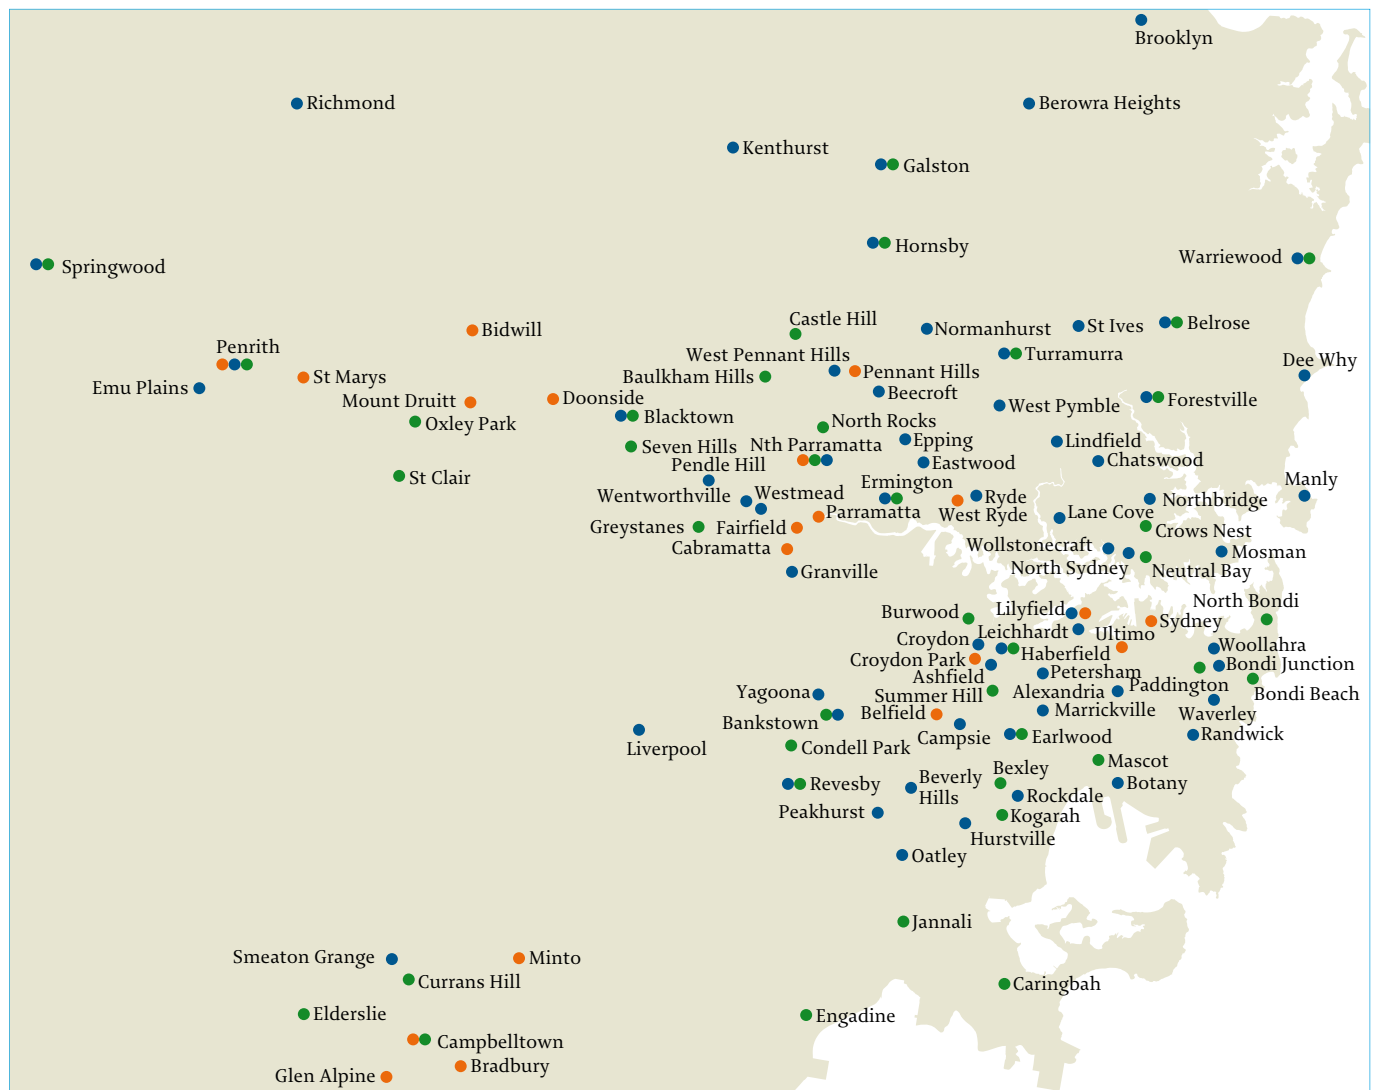 Brooklyn
Richmond
Berowra Heights
Kenthurst
Galston
Hornsby
Warriewood
Springwood
Castle Hill
Bidwill
Normanhurst
St Ives
Belrose
Penrith
West Pennant Hills
Turramurra
Dee Why
Emu Plains
St Marys
Baulkham Hills
Pennant Hills
Beecroft
Mount Druitt
Doonside
West Pymble
Forestville
Oxley Park
Blacktown
North Rocks
Seven Hills
Nth Parramatta
Epping
Lindfield
Pendle Hill
Eastwood
Chatswood
St Clair
Ermington
Manly
Wentworthville
Westmead
Ryde
Northbridge
Parramatta
West Ryde
Lane Cove
Greystanes
Fairfield
Crows Nest
Cabramatta
Wollstonecraft
Mosman
Granville
North Sydney
Neutral Bay
North Bondi
Burwood
Lilyfield
Sydney
Croydon
Leichhardt
Ultimo
Woollahra
Croydon Park
Haberfield
Bondi Junction
Ashfield
Petersham
Yagoona
Summer Hill
Alexandria
Paddington
Bondi Beach
Bankstown
Belfield
Marrickville
Waverley
Liverpool
Condell Park
Campsie
Earlwood
Randwick
Mascot
Revesby
Beverly
Hills
Bexley
Botany
Rockdale
Peakhurst
Kogarah
Hurstville
Oatley
Jannali
Smeaton Grange
Minto
Currans Hill
Caringbah
Elderslie
Engadine
Campbelltown
Bradbury
Glen Alpine